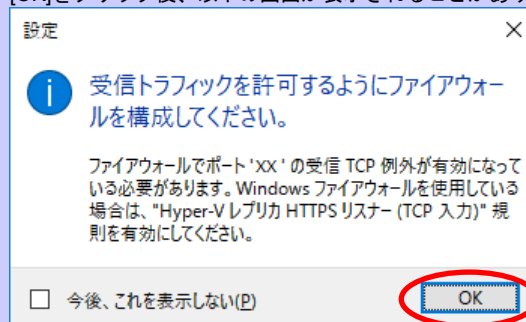 [OK]をクリック後、以下の画面が表示されることがあり
設定
受信トラフィックを許可するようにファイアウォー
ルを構成してください。
ファイアウォールでポート 'XX' の受信 TCP 例外が有効になって
いる必要があります。Windows ファイアウォールを使用している
場合は、"Hyper-V レプリカ HTTPS リスナー (TCP 入力)" 規
則を有効にしてください。
今後、これを表示しない(P)
OK